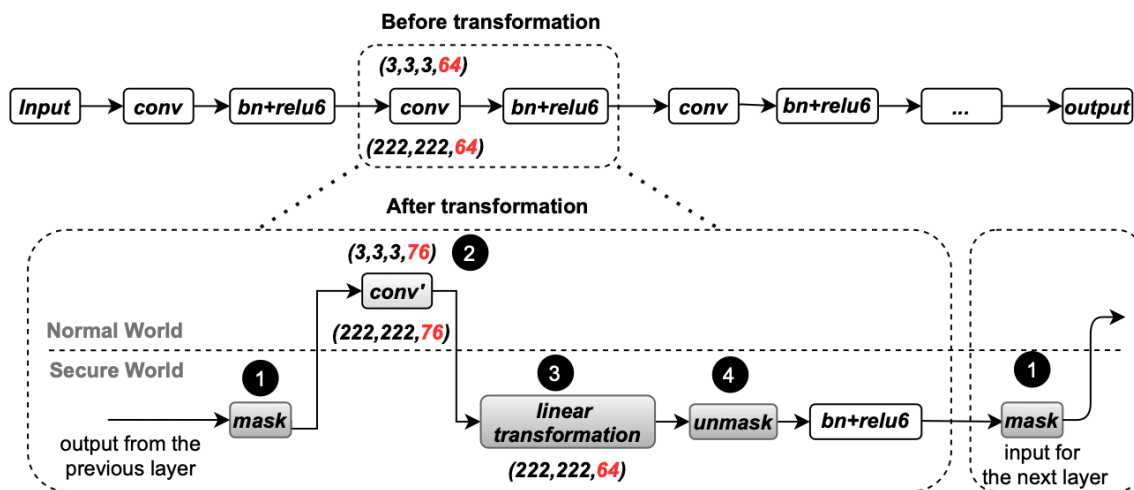 Before transformation
(3,3,3,64)
Input
conv
bn+relu6
conv
bn+relu6
conv
bn+relu6
...
output
(222,222,64)
After transformation
(3,3,3,76)
2
conv'
Normal World
(222,222,76)
Secure World
1
3
4
1
mask
linear
transformation
unmask
bn+relu6
mask
output from the
previous layer
(222,222,64)
input for
the next layer